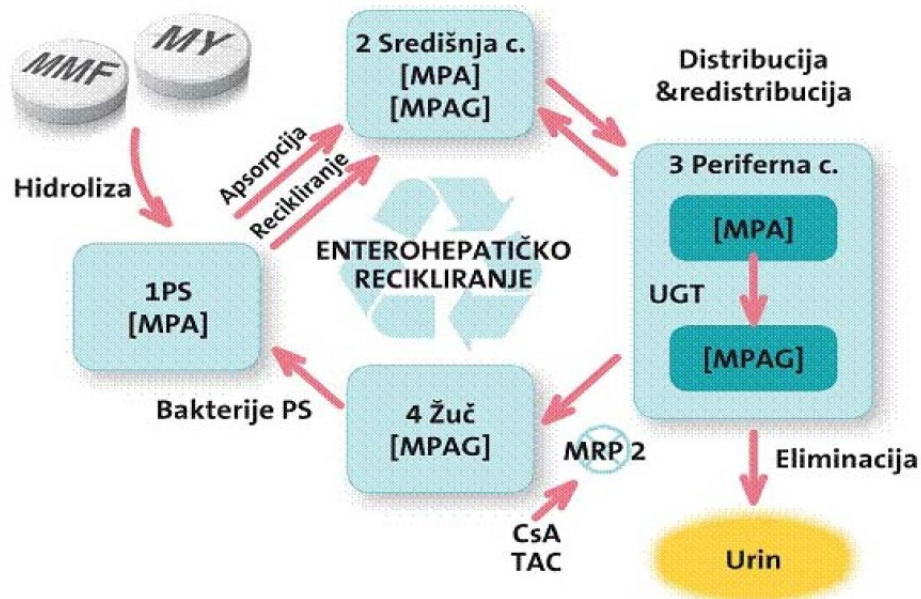 MMF
MY
Hidroliza
1PS
[MPA]
Apsorpcija
Recikliranje
2 Središnja c.
[MPA]
[MPAG]
Distribucija
&redistribucija
3 Periferna c.
[MPA]
UGT
[MPAG]
ENTEROHEPATIČKO
RECIKLIRANJE
Bakterije PS
4 Žuč
[MPAG]
MRP 2
CsA
TAC
Eliminacija
Urin